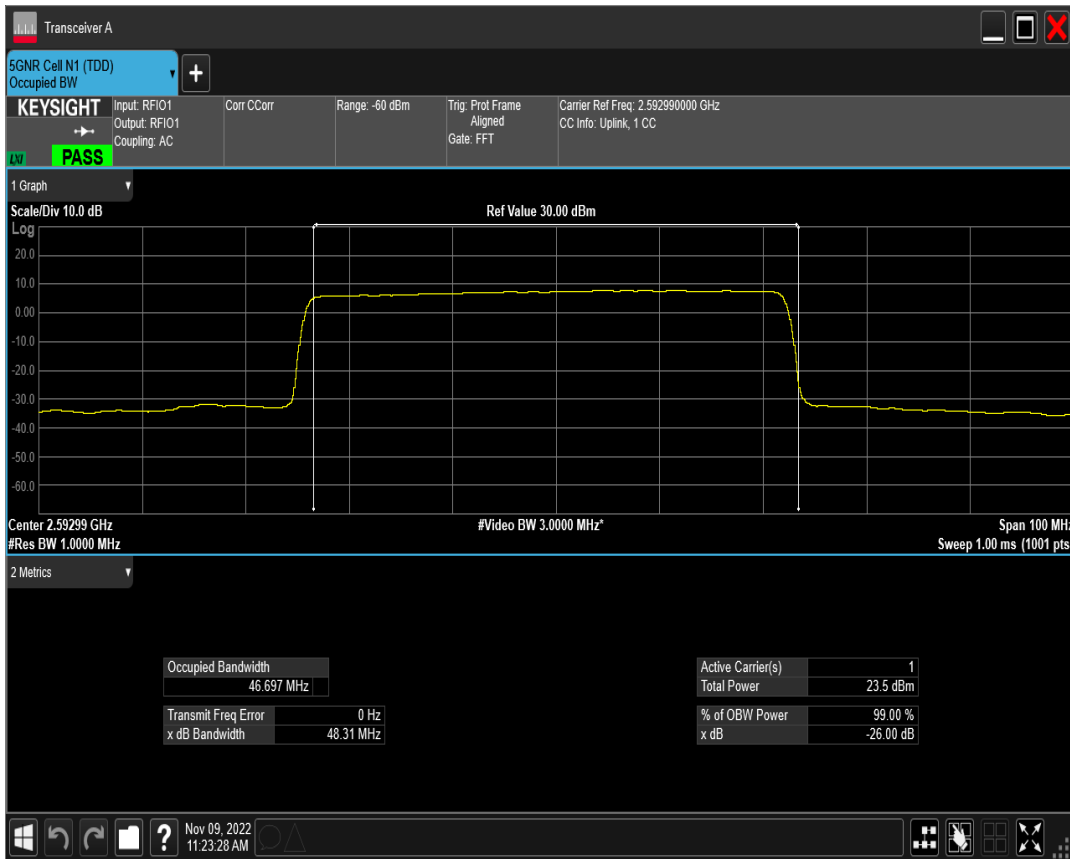 Transceiver A
5GNR Cell N1 (TDD)
Occupied BW
+
KEYSIGHT
LXI
PASS
Input: RFIO1
Output: RFIO1
Coupling: AC
Corr CCorr
Range: -60 dBm
Trig: Prot Frame
Aligned
Gate: FFT
Carrier Ref Freq: 2.592990000 GHz
CC Info: Uplink, 1 CC
1 Graph
Scale/Div 10.0 dB
Ref Value 30.00 dBm
Log
20.0
10.0
0.00
-10.0
-20.0
-30.0
-40.0
-50.0
-60.0
Center 2.59299 GHz
#Video BW 3.0000 MHz*
Span 100 MHz
#Res BW 1.0000 MHz
Sweep 1.00 ms (1001 pts
2 Metrics
Occupied Bandwidth
46.697 MHz
Transmit Freq Error 0 Hz
x dB Bandwidth 48.31 MHz
Active Carrier(s) 1
Total Power 23.5 dBm
% of OBW Power 99.00 %
x dB -26.00 dB
?
Nov 09, 2022
11:23:28 AM